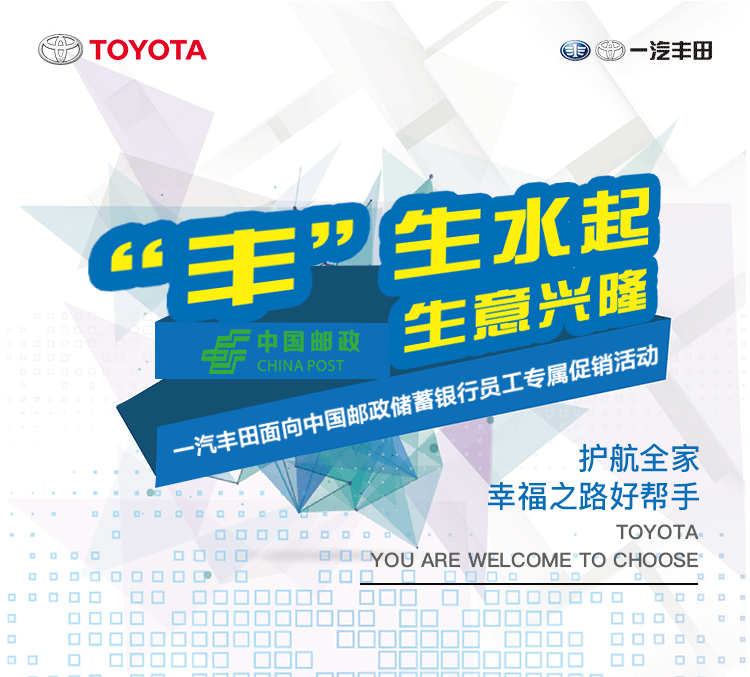 TOYOTA
一汽丰田
“丰”生水起
生意兴隆
中国邮政
CHINA POST
一汽丰田面向中国邮政储蓄银行员工专属促销活动
护航全家
幸福之路好帮手
TOYOTA
YOU ARE WELCOME TO CHOOSE